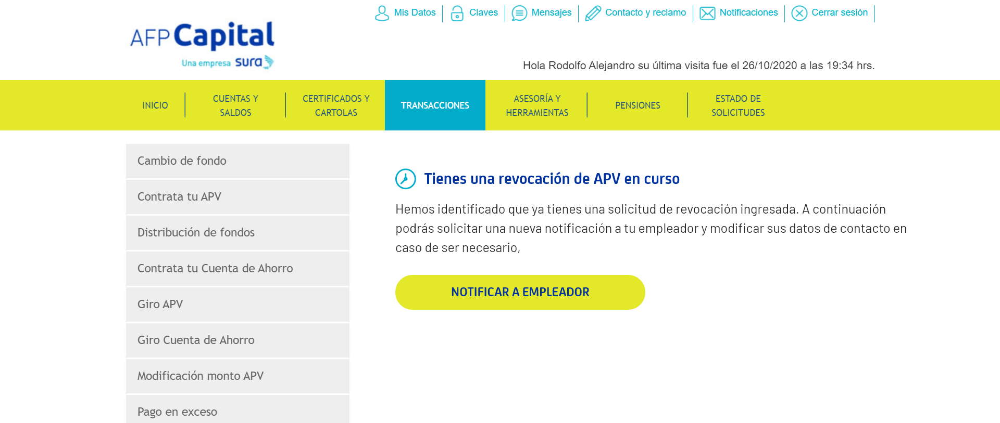 Mis Datos
Claves
Mensajes
Contacto y reclamo
Notificaciones
Cerrar sesión
AFP Capital
Una empresa sura
Hola Rodolfo Alejandro su última visita fue el 26/10/2020 a las 19:34 hrs.
INICIO
CUENTAS Y
SALDOS
CERTIFICADOS Y
CARTOLAS
TRANSACCIONES
ASESORÍA Y
HERRAMIENTAS
PENSIONES
ESTADO DE
SOLICITUDES
Cambio de fondo
Contrata tu APV
Distribución de fondos
Contrata tu Cuenta de Ahorro
Giro APV
Giro Cuenta de Ahorro
Modificación monto APV
Pago en exceso
Tienes una revocación de APV en curso
Hemos identificado que ya tienes una solicitud de revocación ingresada. A continuación
podrás solicitar una nueva notificación a tu empleador y modificar sus datos de contacto en
caso de ser necesario,
NOTIFICAR A EMPLEADOR